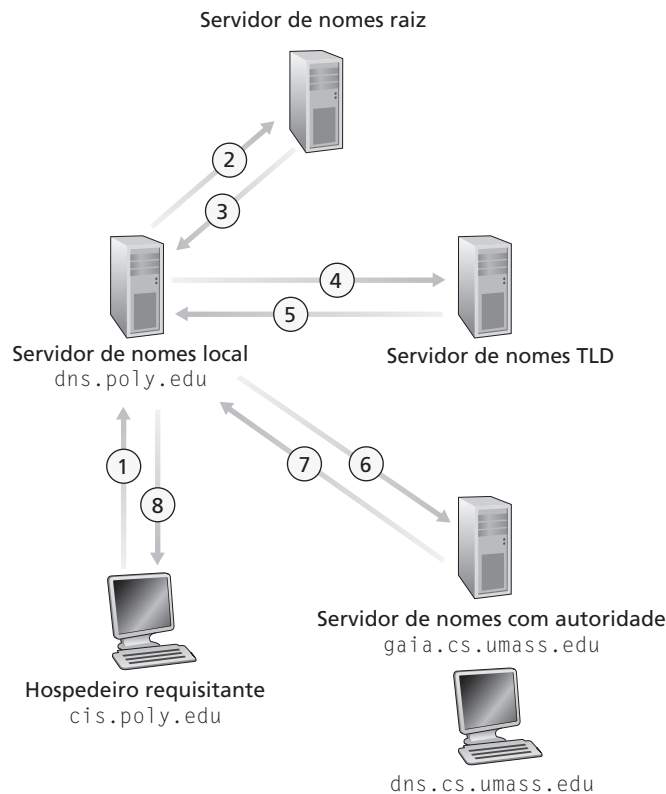 Servidor de nomes raiz
2
3
4
5
Servidor de nomes local
dns.poly.edu
Servidor de nomes TLD
1
8
7
6
Servidor de nomes com autoridade
gaia.cs.umass.edu
Hospedeiro requisitante
cis.poly.edu
dns.cs.umass.edu